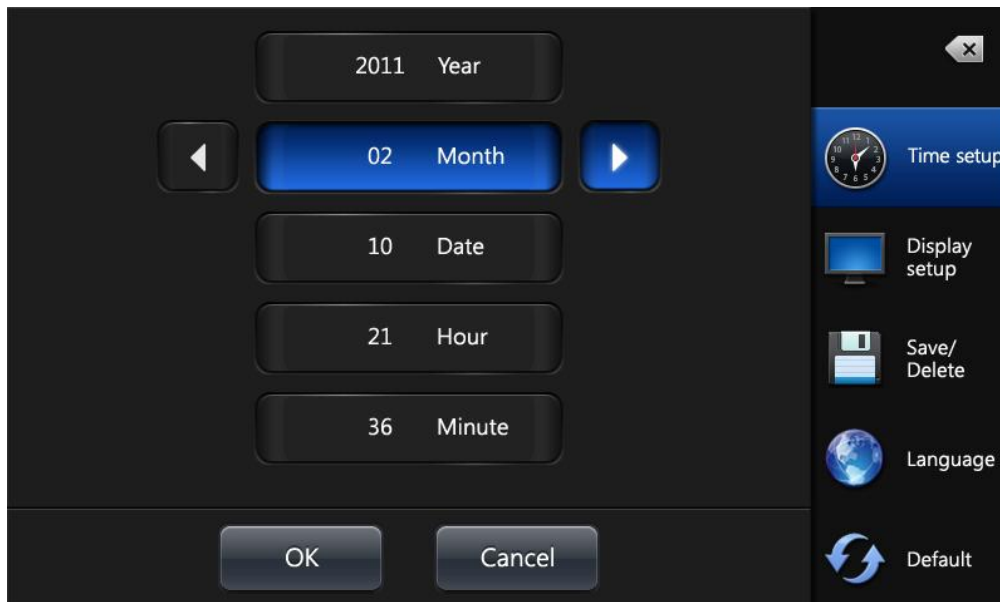 2011 Year
02 Month
10 Date
21 Hour
36 Minute
OK
Cancel
Time setup
Display
setup
Save/
Delete
Language
Default